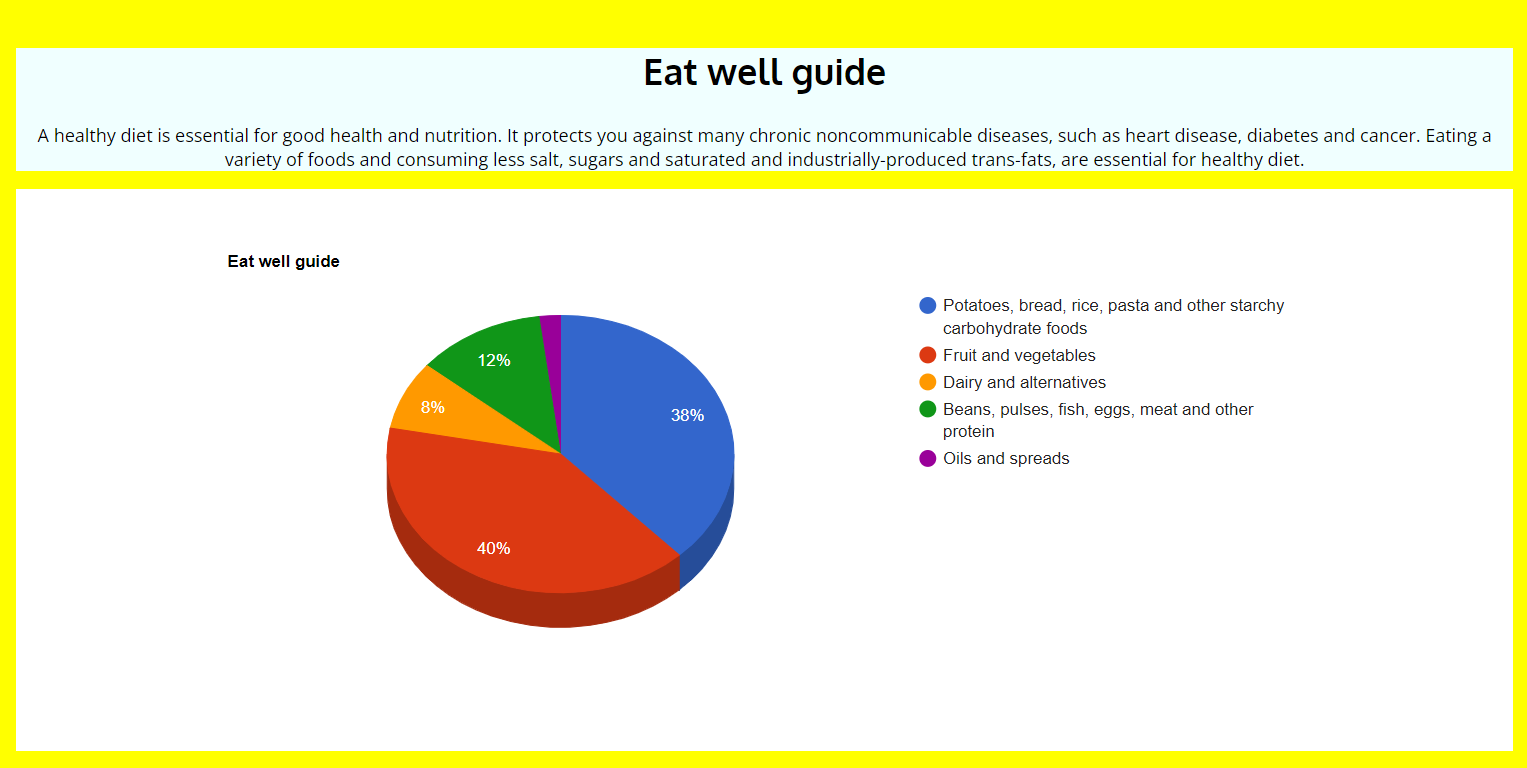 Eat well guide
A healthy diet is essential for good health and nutrition. It protects you against many chronic noncommunicable diseases, such as heart disease, diabetes and cancer. Eating a
variety of foods and consuming less salt, sugars and saturated and industrially-produced trans-fats, are essential for healthy diet.
Eat well guide
12%
8%
38%
40%
Potatoes, bread, rice, pasta and other starchy
carbohydrate foods
Fruit and vegetables
Dairy and alternatives
Beans, pulses, fish, eggs, meat and other
protein
Oils and spreads